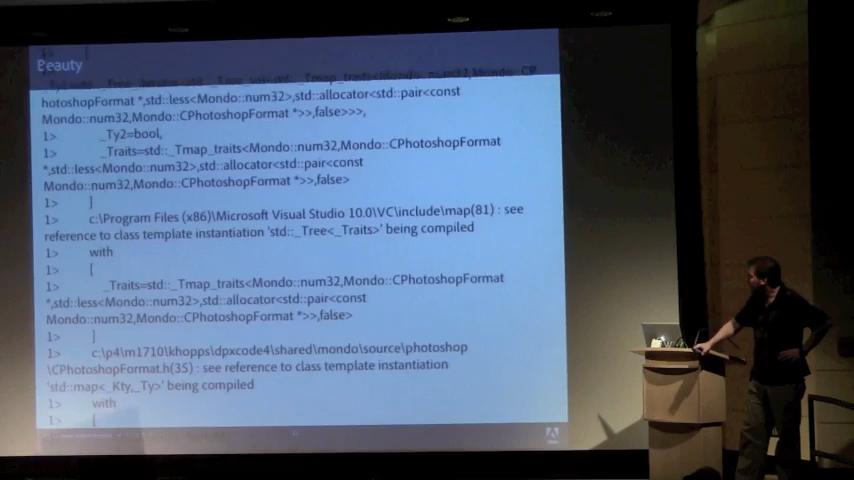 Beauty
hotoshopFormat *,std::less<Mondo::num32>,std::allocator<std::pair<const
Mondo::num32,Mondo::CPhotoshopFormat *>>,false>>>,
1> _Ty2=bool,
1> _Traits=std::_Tmap_traits<Mondo::num32,Mondo::CPhotoshopFormat
*,std::less<Mondo::num32>,std::allocator<std::pair<const
Mondo::num32,Mondo::CPhotoshopFormat *>>,false>
1> ]
1> c:\Program Files (x86)\Microsoft Visual Studio 10.0\VC\include\map(81) : see
reference to class template instantiation 'std::_Tree<_Traits>' being compiled
1> with
1> [
1> _Traits=std::_Tmap_traits<Mondo::num32,Mondo::CPhotoshopFormat
*,std::less<Mondo::num32>,std::allocator<std::pair<const
Mondo::num32,Mondo::CPhotoshopFormat *>>,false>
1> ]
1> c:\p4\m1710\khopps\dpxcode4\shared\mondo\source\photoshop
\CPhotoshopFormat.h(35) : see reference to class template instantiation
'std::map<_Kty,_Ty>' being compiled
1> with
1> [